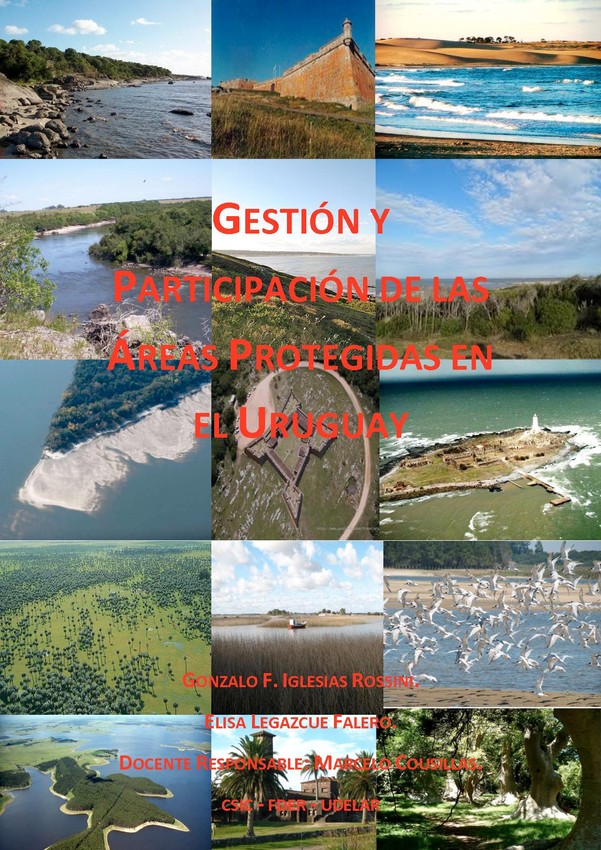 GESTIÓN Y
PARTICIPACIÓN DE LAS
ÁREAS PROTEGIDAS EN
EL URUGUAY
GONZALO F. IGLESIAS ROSSINI.
ELISA LEGAZCUE FALERO.
DOCENTE RESPONSABLE: MARCELO COUSILLAS.
CSIC - FDER - UDELAR